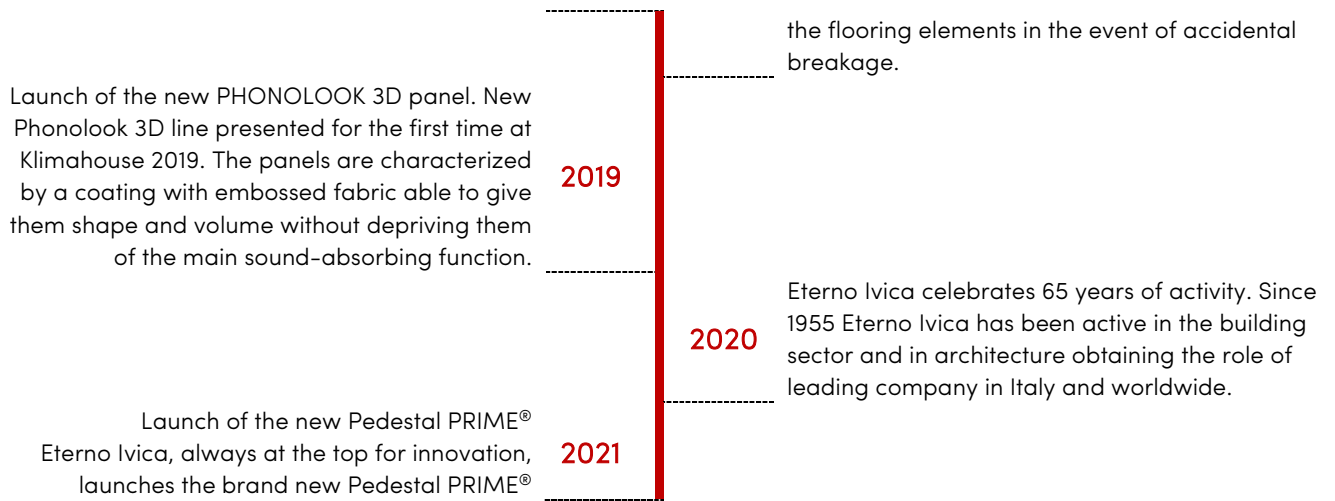 the flooring elements in the event of accidental
breakage.
Launch of the new PHONOLOOK 3D panel. New
Phonolook 3D line presented for the first time at
Klimahouse 2019. The panels are characterized
by a coating with embossed fabric able to give
them shape and volume without depriving them
of the main sound-absorbing function.
2019
Eterno Ivica celebrates 65 years of activity. Since
1955 Eterno Ivica has been active in the building
sector and in architecture obtaining the role of
leading company in Italy and worldwide.
2020
Launch of the new Pedestal PRIME®
Eterno Ivica, always at the top for innovation,
launches the brand new Pedestal PRIME®
2021